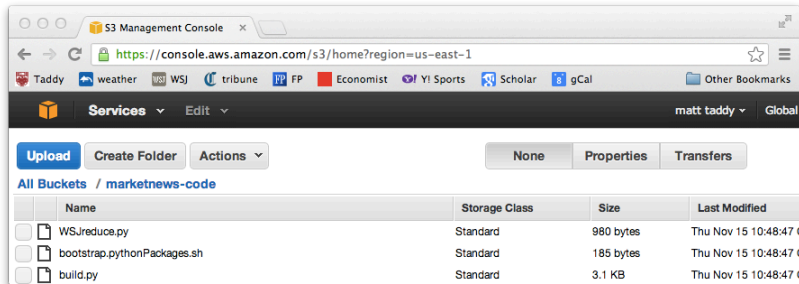 S3 Management Console
https://console.aws.amazon.com/s3/home?region=us-east-1
Taddy weather WSJ WSJ tribune FP FP Economist Y! Y! Sports Scholar 8 gCal Other Bookmarks
Services Edit matt taddy Global
Upload Create Folder Actions None Properties Transfers
All Buckets / marketnews-code
Name Storage Class Size Last Modified
WSJreduce.py Standard 980 bytes Thu Nov 15 10:48:47
bootstrap.pythonPackages.sh Standard 185 bytes Thu Nov 15 10:48:47
build.py Standard 3.1 KB Thu Nov 15 10:48:47